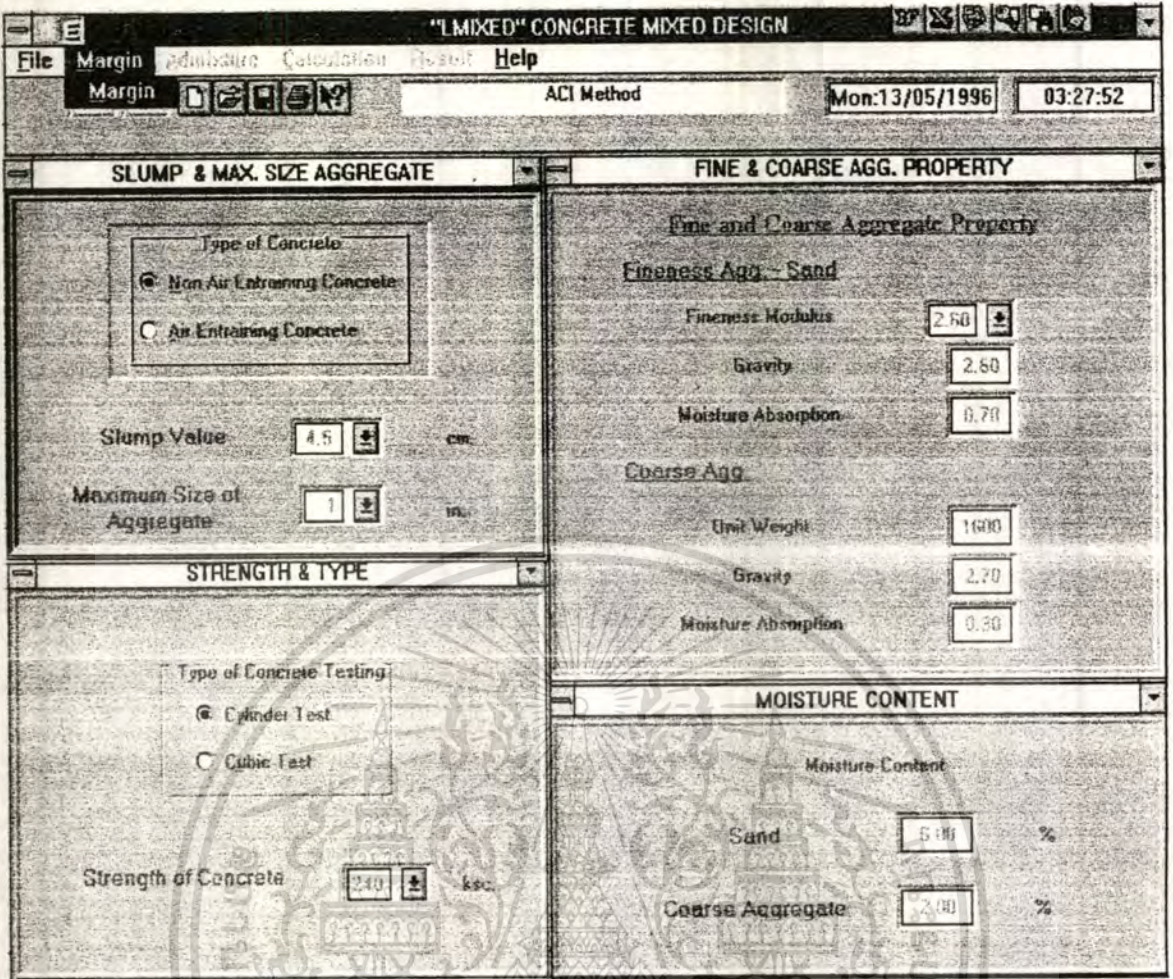 "LMIXED" CONCRETE MIXED DESIGN
File Margin Admixture Calculation Result Help
Margin
ACI Method
Mon:13/05/1996
03:27:52
SLUMP & MAX. SIZE AGGREGATE
Type of Concrete
Non Air Entraining Concrete
Air Entraining Concrete
Slump Value 4.5 cm.
Maximum Size of
Aggregate
1 in.
STRENGTH & TYPE
Type of Concrete Testing
Cylinder Test
Cubic Test
Strength of Concrete 240 ksc.
FINE & COARSE AGG. PROPERTY
Fine and Coarse Aggregate Property
Fineness Agg. - Sand
Fineness Modulus 2.60
Gravity 2.60
Moisture Absorption 0.70
Coarse Agg.
Unit Weight 1600
Gravity 2.70
Moisture Absorption 0.30
MOISTURE CONTENT
Moisture Content
Sand %
Coarse Aggregate 2.00 %